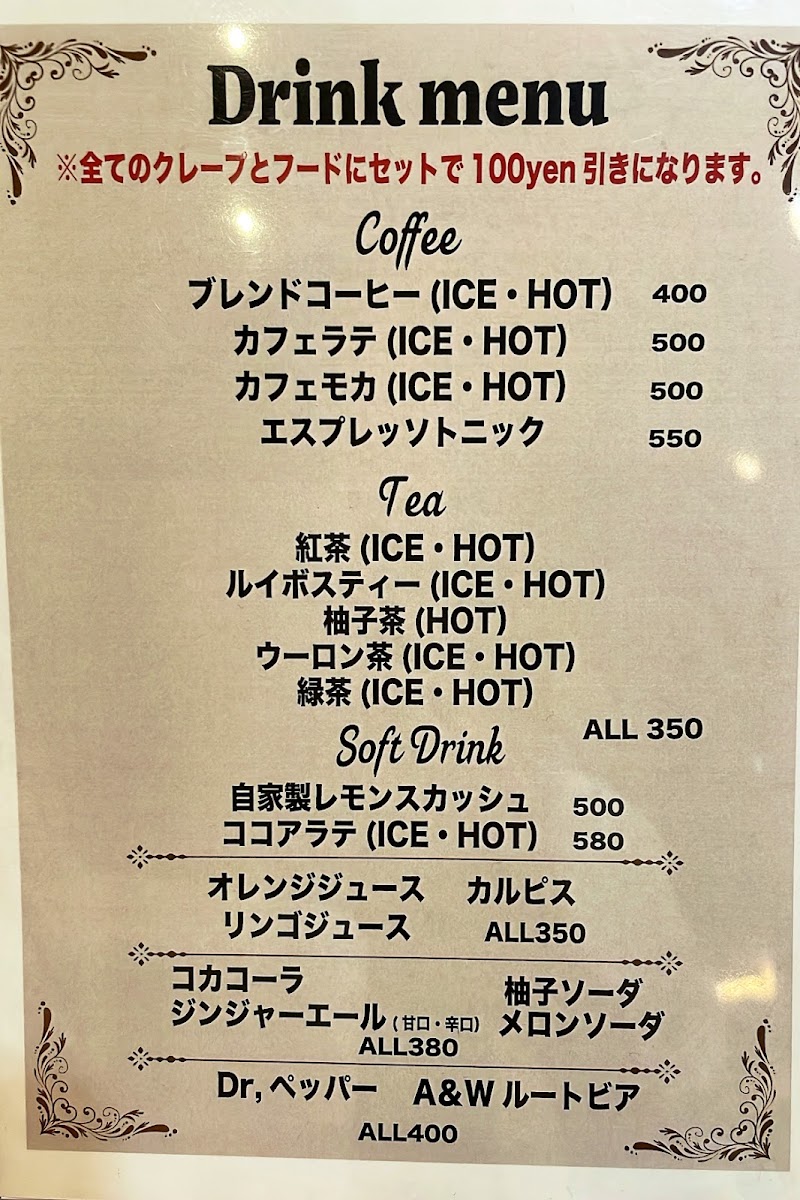 Drink menu
※全てのクレープとフードにセットで100yen引きになります。
Coffee
ブレンドコーヒー(ICE・HOT) 400
カフェラテ(ICE・HOT) 500
カフェモカ(ICE・HOT) 500
エスプレッソトニック 550
Tea
紅茶(ICE・HOT)
ルイボスティー(ICE・HOT)
柚子茶(HOT)
ウーロン茶(ICE・HOT)
緑茶(ICE・HOT)
ALL 350
Soft Drink
自家製レモンスカッシュ 500
ココアラテ(ICE・HOT) 580
オレンジジュース カルピス
リンゴジュース ALL350
コカコーラ 柚子ソーダ
ジンジャーエール(甘口・辛口) メロンソーダ
ALL380
Dr,ペッパー A&Wルートビア
ALL400